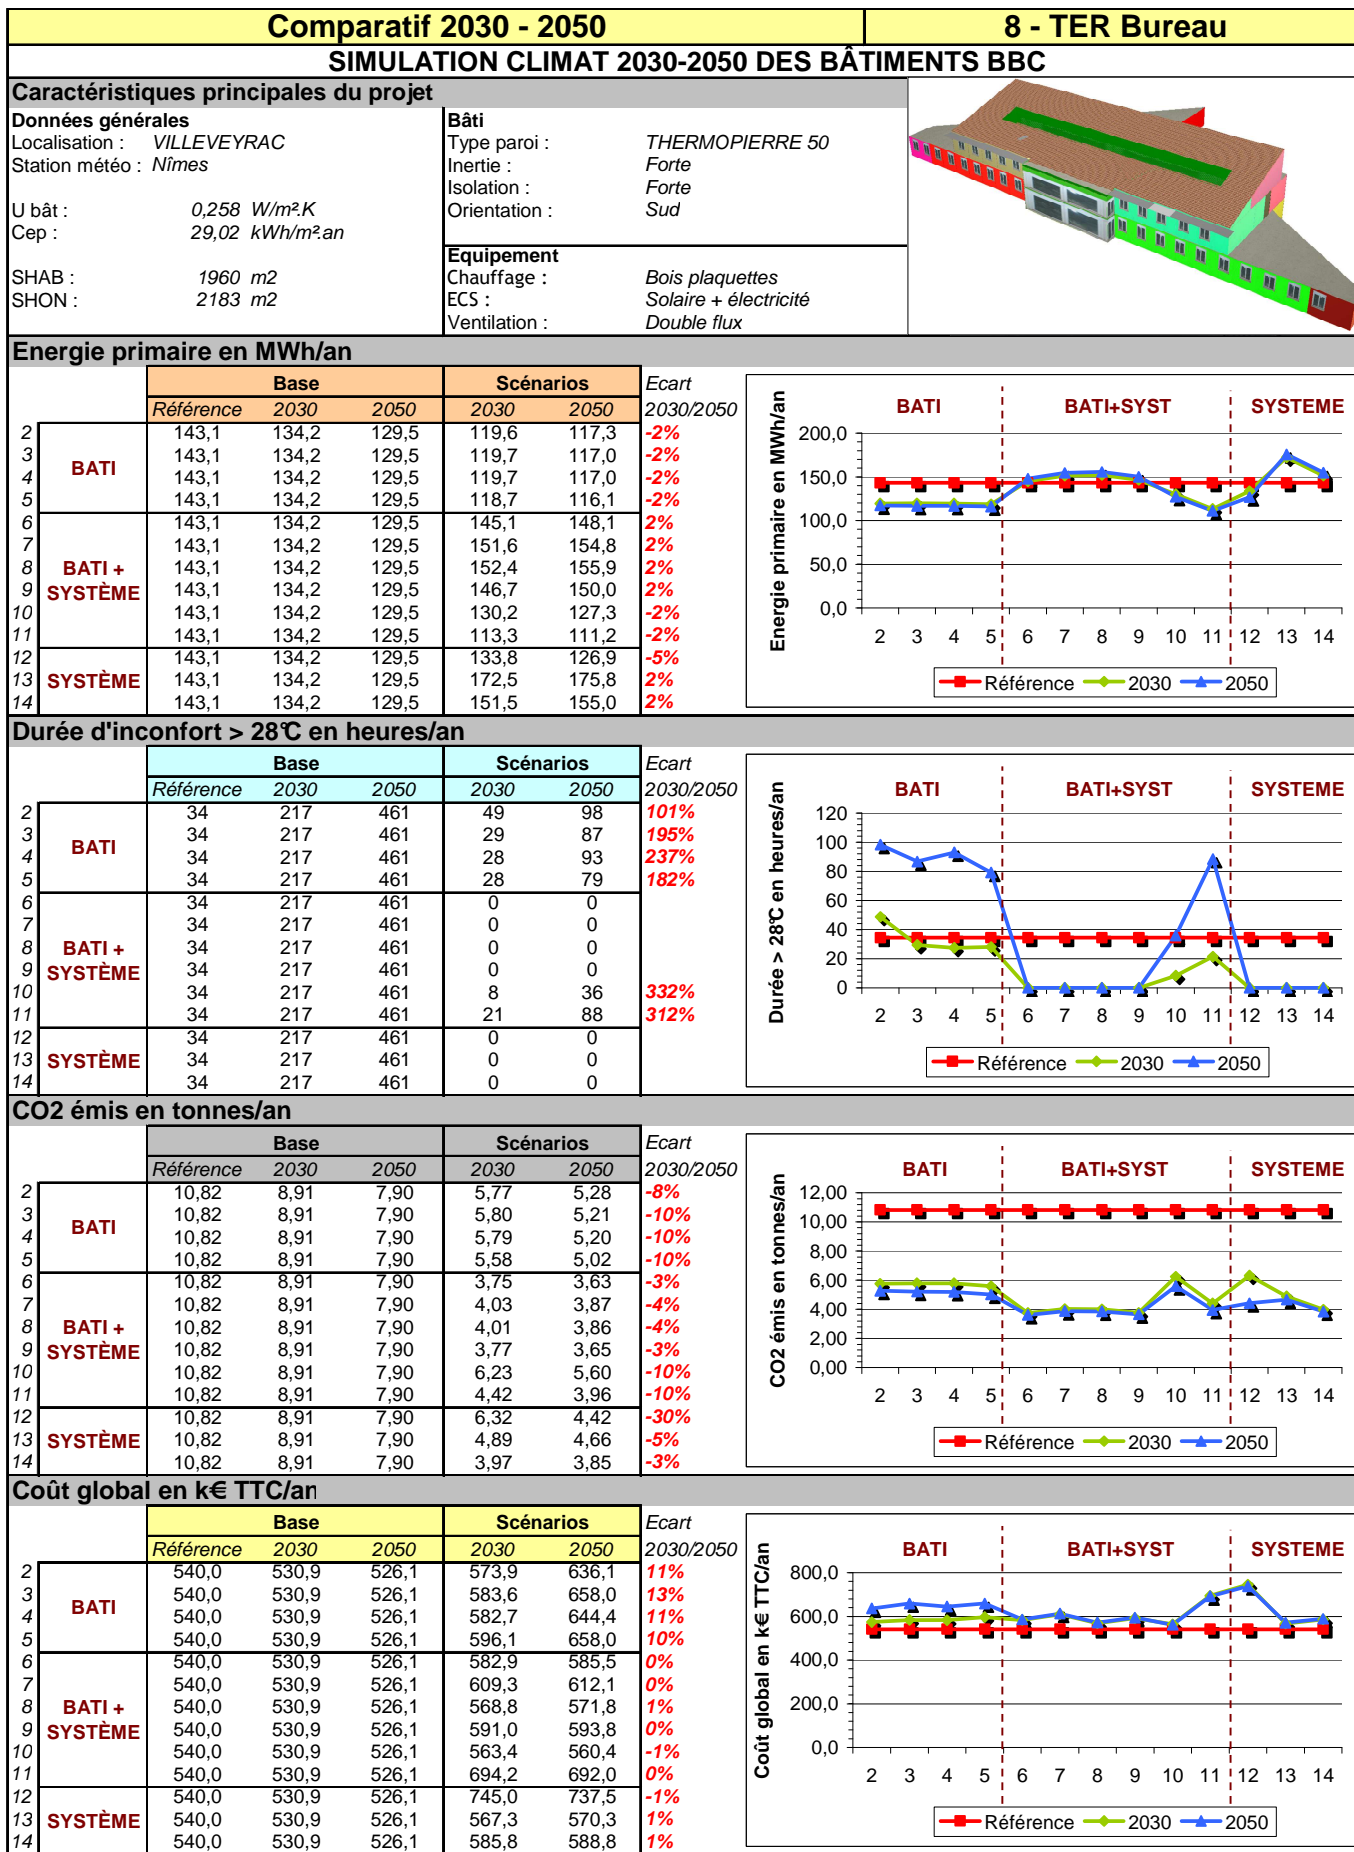 Comparatif 2030 - 2050 8 - TER Bureau
SIMULATION CLIMAT 2030-2050 DES BÂTIMENTS BBC
Caractéristiques principales du projet
Données générales
Localisation : VILLEVEYRAC
Station météo : Nîmes
U bât : 0,258 W/m².K
Cep : 29,02 kWh/m².an
SHAB : 1960 m2
SHON : 2183 m2
Bâti
Type paroi : THERMOPIERRE 50
Inertie : Forte
Isolation : Forte
Orientation : Sud
Equipement
Chauffage : Bois plaquettes
ECS : Solaire + électricité
Ventilation : Double flux
Energie primaire en MWh/an
Base Scénarios Ecart
Référence 2030 2050 2030 2050 2030/2050
2 143,1 134,2 129,5 119,6 117,3 -2%
3 143,1 134,2 129,5 119,7 117,0 -2%
BATI
4 143,1 134,2 129,5 119,7 117,0 -2%
5 143,1 134,2 129,5 118,7 116,1 -2%
6 143,1 134,2 129,5 145,1 148,1 2%
7 143,1 134,2 129,5 151,6 154,8 2%
8 BATI + 143,1 134,2 129,5 152,4 155,9 2%
9 SYSTÈME 143,1 134,2 129,5 146,7 150,0 2%
10 143,1 134,2 129,5 130,2 127,3 -2%
11 143,1 134,2 129,5 113,3 111,2 -2%
12 143,1 134,2 129,5 133,8 126,9 -5%
13 SYSTÈME 143,1 134,2 129,5 172,5 175,8 2%
14 143,1 134,2 129,5 151,5 155,0 2%
BATI BATI+SYST SYSTEME
Energie primaire en MWh/an
200,0
150,0
100,0
50,0
0,0
2 3 4 5 6 7 8 9 10 11 12 13 14
Référence 2030 2050
Durée d'inconfort > 28°C en heures/an
Base Scénarios Ecart
Référence 2030 2050 2030 2050 2030/2050
2 34 217 461 49 98 101%
3 34 217 461 29 87 195%
BATI
4 34 217 461 28 93 237%
5 34 217 461 28 79 182%
6 34 217 461 0 0
7 34 217 461 0 0
8 BATI + 34 217 461 0 0
9 SYSTÈME 34 217 461 0 0
10 34 217 461 8 36 332%
11 34 217 461 21 88 312%
12 34 217 461 0 0
13 SYSTÈME 34 217 461 0 0
14 34 217 461 0 0
BATI BATI+SYST SYSTEME
Durée > 28°C en heures/an
120
100
80
60
40
20
0
2 3 4 5 6 7 8 9 10 11 12 13 14
Référence 2030 2050
CO2 émis en tonnes/an
Base Scénarios Ecart
Référence 2030 2050 2030 2050 2030/2050
2 10,82 8,91 7,90 5,77 5,28 -8%
3 10,82 8,91 7,90 5,80 5,21 -10%
BATI
4 10,82 8,91 7,90 5,79 5,20 -10%
5 10,82 8,91 7,90 5,58 5,02 -10%
6 10,82 8,91 7,90 3,75 3,63 -3%
7 10,82 8,91 7,90 4,03 3,87 -4%
8 BATI + 10,82 8,91 7,90 4,01 3,86 -4%
9 SYSTÈME 10,82 8,91 7,90 3,77 3,65 -3%
10 10,82 8,91 7,90 6,23 5,60 -10%
11 10,82 8,91 7,90 4,42 3,96 -10%
12 10,82 8,91 7,90 6,32 4,42 -30%
13 SYSTÈME 10,82 8,91 7,90 4,89 4,66 -5%
14 10,82 8,91 7,90 3,97 3,85 -3%
BATI BATI+SYST SYSTEME
CO2 émis en tonnes/an
12,00
10,00
8,00
6,00
4,00
2,00
0,00
2 3 4 5 6 7 8 9 10 11 12 13 14
Référence 2030 2050
Coût global en k€ TTC/an
Base Scénarios Ecart
Référence 2030 2050 2030 2050 2030/2050
2 540,0 530,9 526,1 573,9 636,1 11%
3 540,0 530,9 526,1 583,6 658,0 13%
BATI
4 540,0 530,9 526,1 582,7 644,4 11%
5 540,0 530,9 526,1 596,1 658,0 10%
6 540,0 530,9 526,1 582,9 585,5 0%
7 540,0 530,9 526,1 609,3 612,1 0%
8 BATI + 540,0 530,9 526,1 568,8 571,8 1%
9 SYSTÈME 540,0 530,9 526,1 591,0 593,8 0%
10 540,0 530,9 526,1 563,4 560,4 -1%
11 540,0 530,9 526,1 694,2 692,0 0%
12 540,0 530,9 526,1 745,0 737,5 -1%
13 SYSTÈME 540,0 530,9 526,1 567,3 570,3 1%
14 540,0 530,9 526,1 585,8 588,8 1%
BATI BATI+SYST SYSTEME
Coût global en k€ TTC/an
800,0
600,0
400,0
200,0
0,0
2 3 4 5 6 7 8 9 10 11 12 13 14
Référence 2030 2050